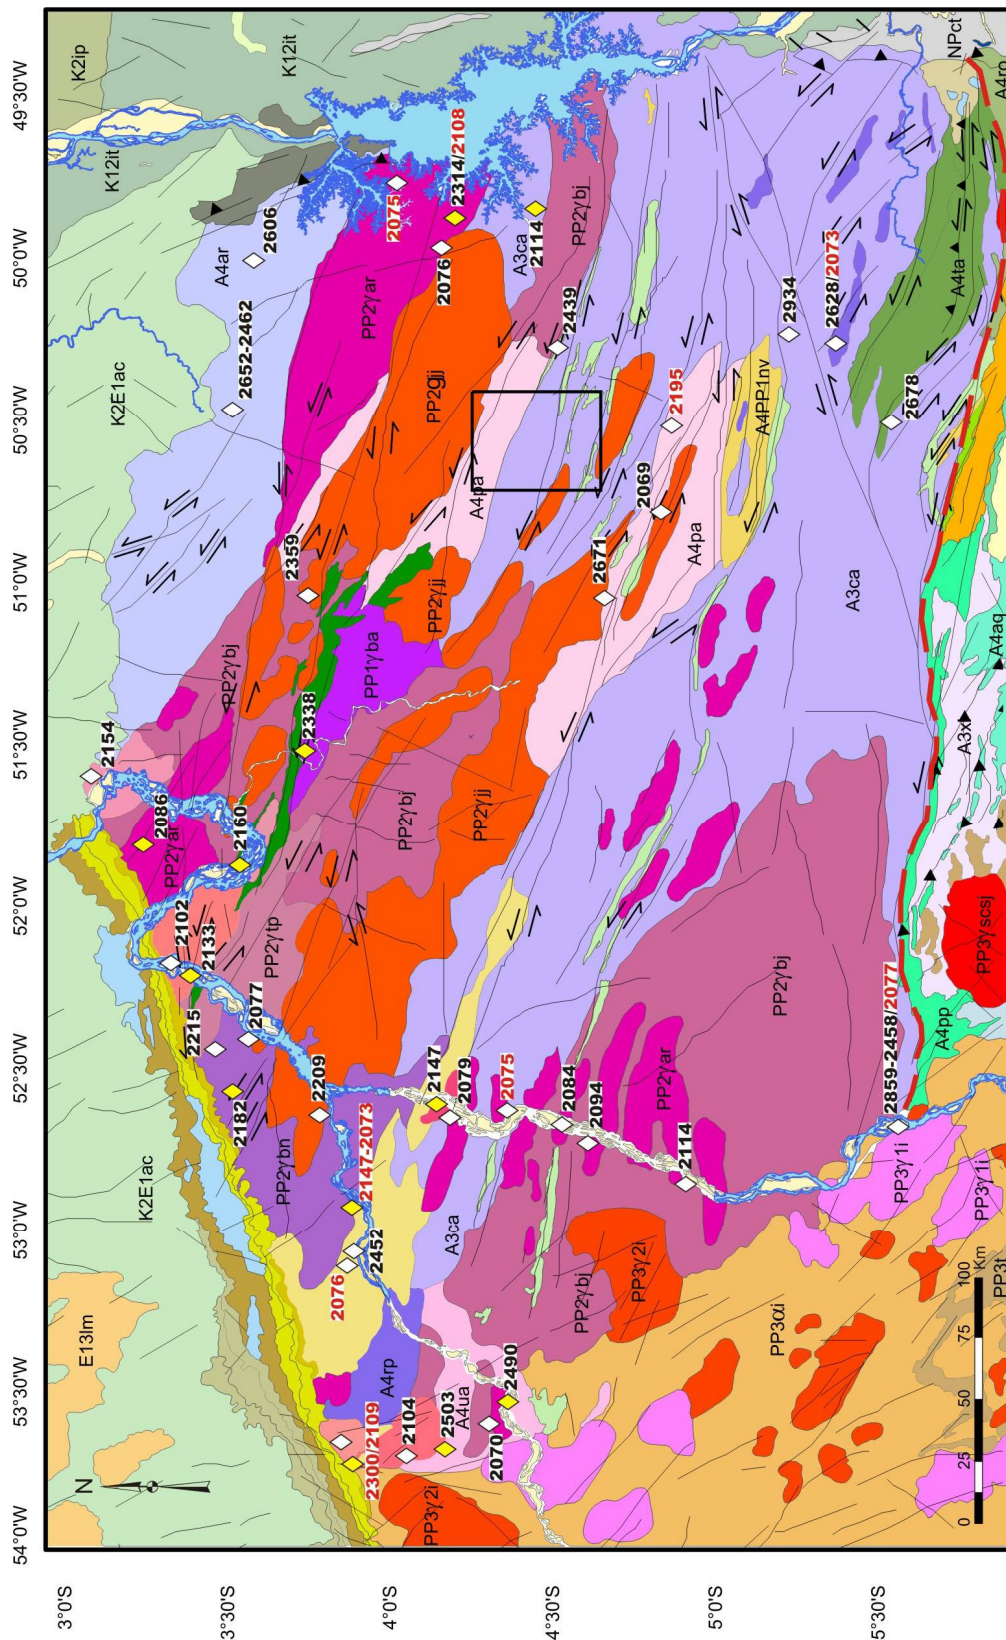 54°0'W
53°30'W
53°0'W
52°30'W
52°0'W
51°30'W
51°0'W
50°30'W
50°0'W
49°30'W
3°0'S
3°30'S
4°0'S
4°30'S
5°0'S
5°30'S
N
E13lm
K2E1ac
K2E1ac
K2ip
K12it
K12it
2154
2086
PP2γar
2102
2133
2160
2215
2182
2077
PP2γbn
PP2γtp
2209
2147-2073
2076
2452
2300/2109
2104
2503
A4rp
A4ua
2070
2490
PP3γ2i
A3ca
2147
2079
2075
2084
2094
2114
PP2γar
PP2γbj
PP2γbj
PP3γ2i
PP3αi
PP3γ1i
PP3γ1i
PP3t
2859-2458/2077
A4pp
PP3γscsj
A3xi
A4aq
PP2γbj
2338
PP1γba
2359
PP2γjj
PP2γbj
PP2γjj
2652-2462
2606
A4ar
PP2γar
2075
2314/2108
2076
PP2gjj
A3ca
2114
PP2γbj
2439
A4pa
2671
2069
2195
A4pa
A4PP1nv
2934
2628/2073
2678
A3ca
A4ta
NPct
A4to
0 25 50 75 100
Km